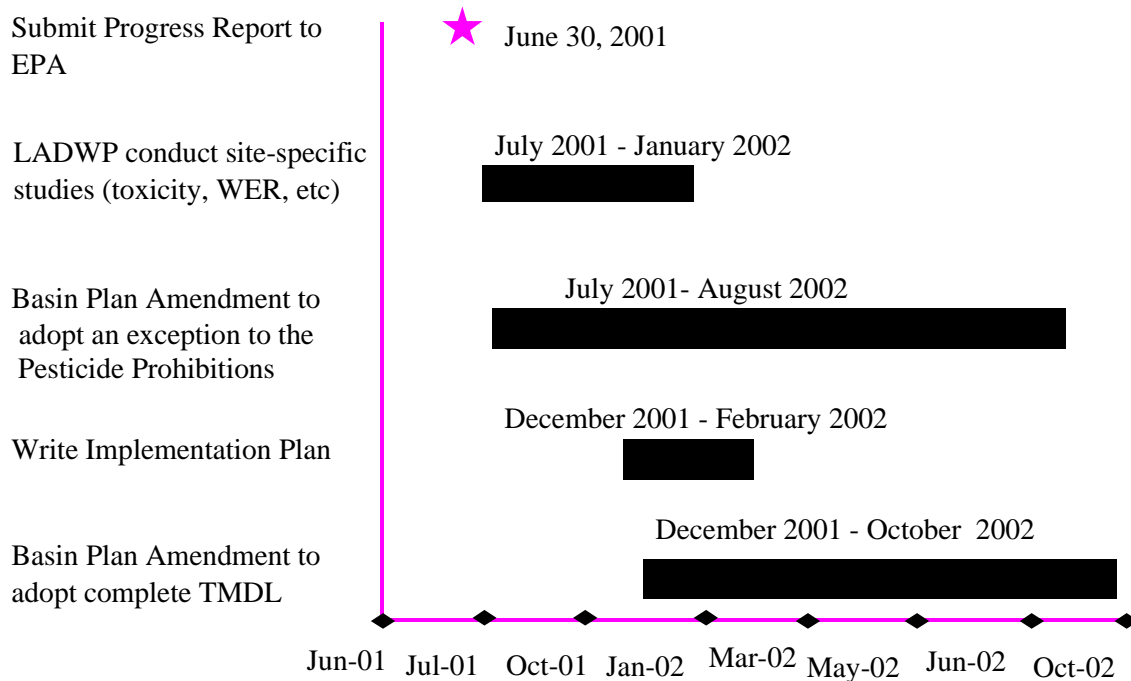 Submit Progress Report to
EPA
June 30, 2001
LADWP conduct site-specific
studies (toxicity, WER, etc)
July 2001 - January 2002
Basin Plan Amendment to
adopt an exception to the
Pesticide Prohibitions
July 2001- August 2002
Write Implementation Plan
December 2001 - February 2002
Basin Plan Amendment to
adopt complete TMDL
December 2001 - October 2002
Jun-01 Jul-01 Oct-01 Jan-02 Mar-02 May-02 Jun-02 Oct-02